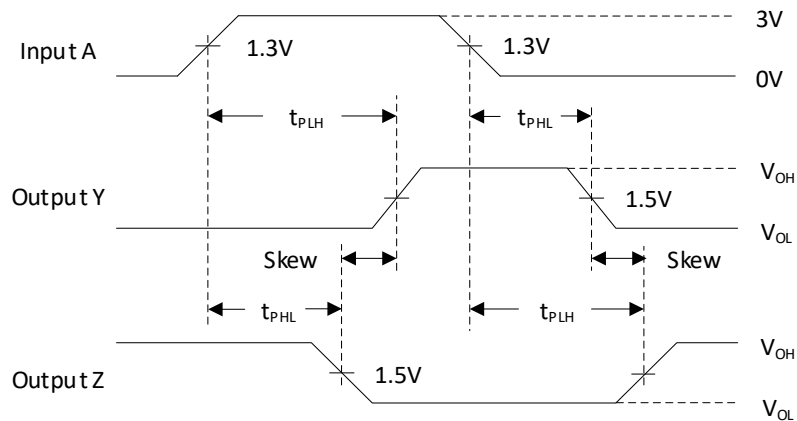 3V
Input A
1.3V
1.3V
0V
tPLH
tPHL
VOH
Output Y
1.5V
VOL
Skew
Skew
tPHL
tPLH
VOH
Output Z
1.5V
VOL